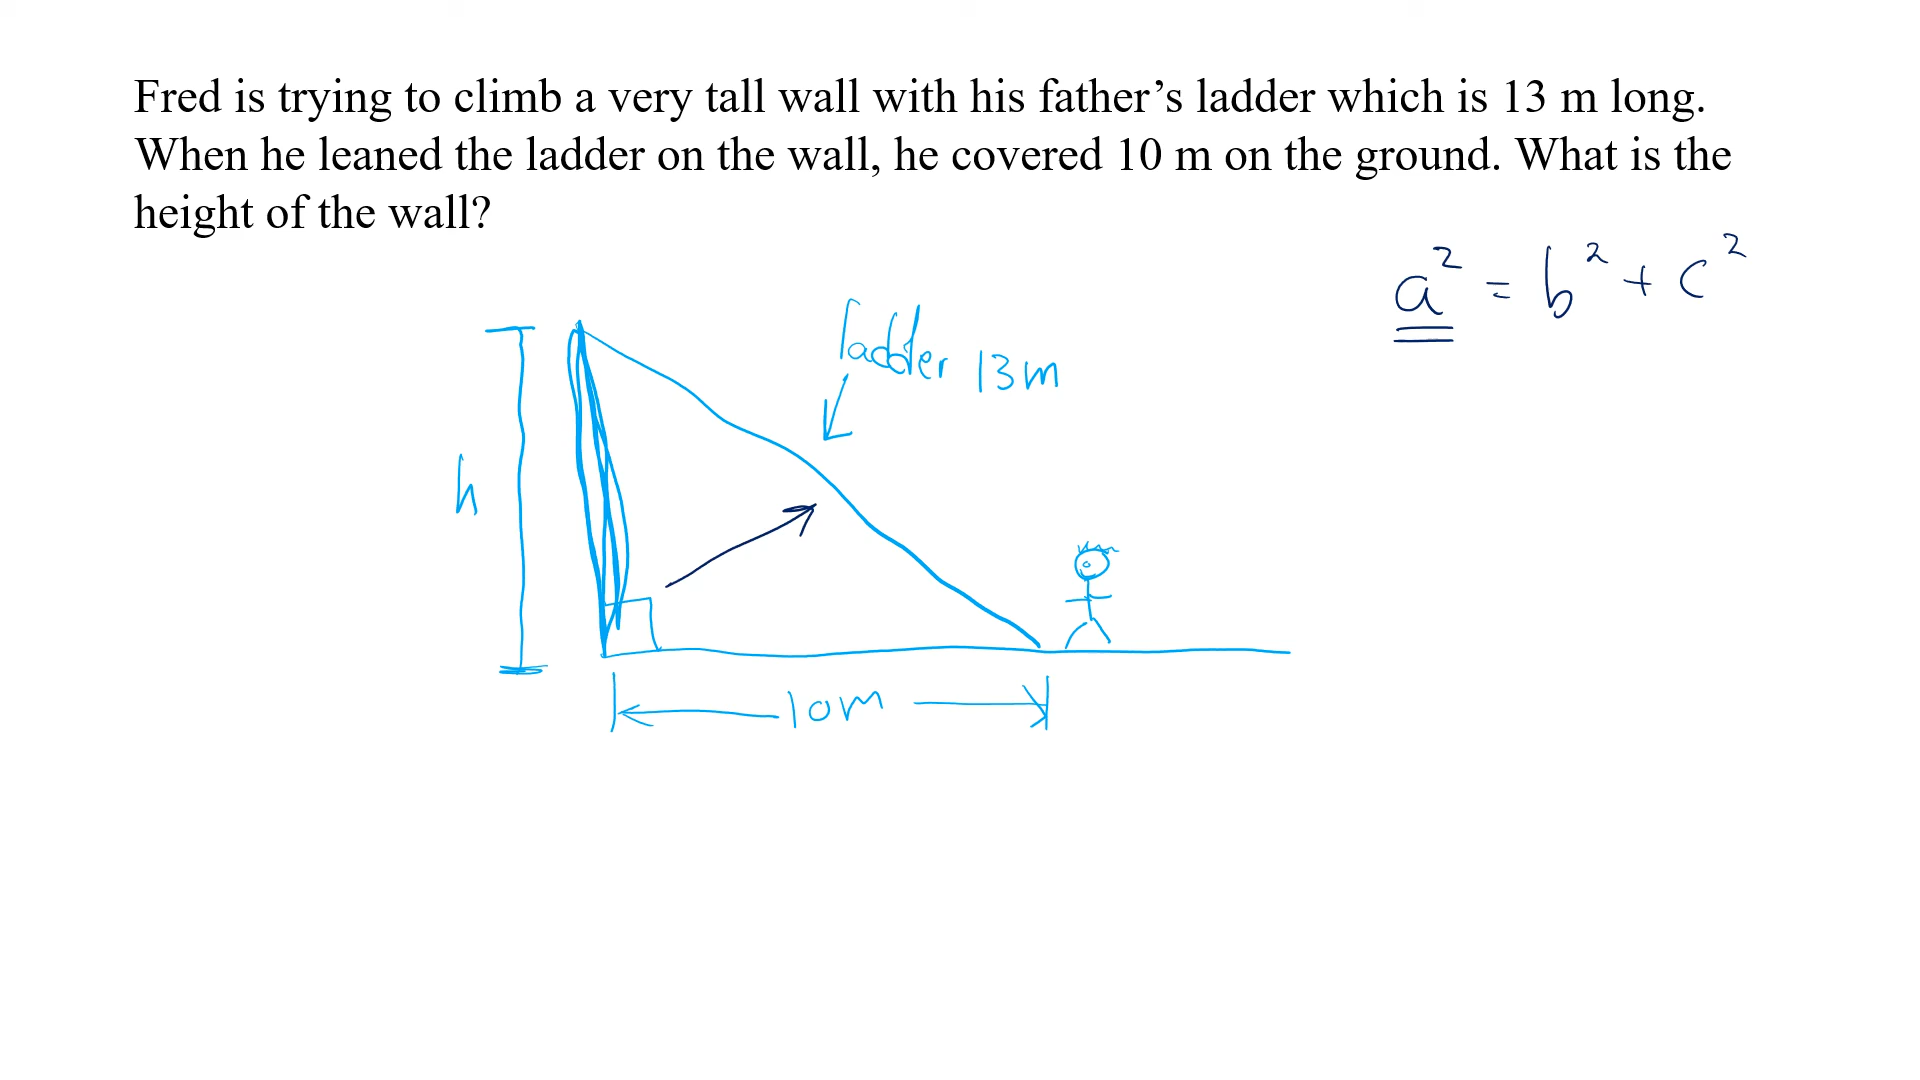 Fred is trying to climb a very tall wall with his father’s ladder which is 13 m long.
When he leaned the ladder on the wall, he covered 10 m on the ground. What is the
height of the wall?
a² = b² + c²
ladder 13m
h
10m